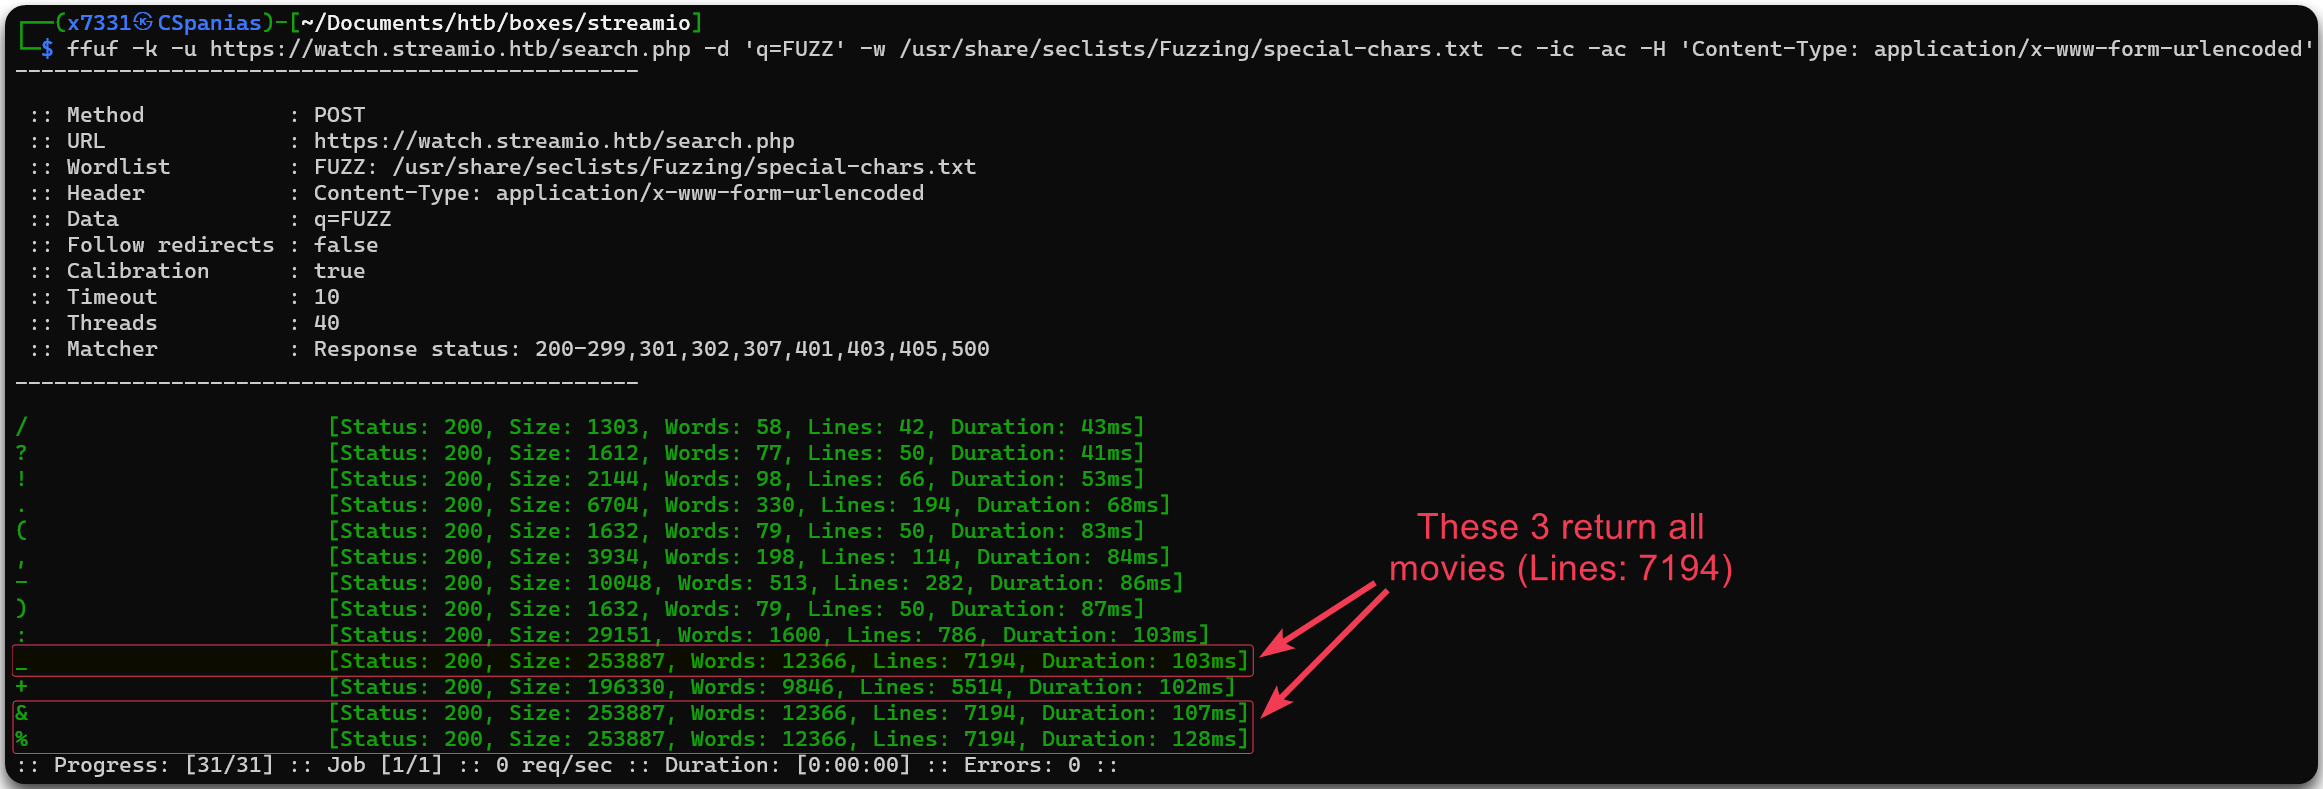 ┌──(x7331㉿CSpanias)-[~/Documents/htb/boxes/streamio]
└─$ ffuf -k -u https://watch.streamio.htb/search.php -d 'q=FUZZ' -w /usr/share/seclists/Fuzzing/special-chars.txt -c -ic -ac -H 'Content-Type: application/x-www-form-urlencoded'
________________________________________________
:: Method           : POST
:: URL              : https://watch.streamio.htb/search.php
:: Wordlist         : FUZZ: /usr/share/seclists/Fuzzing/special-chars.txt
:: Header           : Content-Type: application/x-www-form-urlencoded
:: Data             : q=FUZZ
:: Follow redirects : false
:: Calibration      : true
:: Timeout          : 10
:: Threads          : 40
:: Matcher          : Response status: 200-299,301,302,307,401,403,405,500
________________________________________________
/                       [Status: 200, Size: 1303, Words: 58, Lines: 42, Duration: 43ms]
?                       [Status: 200, Size: 1612, Words: 77, Lines: 50, Duration: 41ms]
!                       [Status: 200, Size: 2144, Words: 98, Lines: 66, Duration: 53ms]
.                       [Status: 200, Size: 6704, Words: 330, Lines: 194, Duration: 68ms]
(                       [Status: 200, Size: 1632, Words: 79, Lines: 50, Duration: 83ms]
,                       [Status: 200, Size: 3934, Words: 198, Lines: 114, Duration: 84ms]
-                       [Status: 200, Size: 10048, Words: 513, Lines: 282, Duration: 86ms]
)                       [Status: 200, Size: 1632, Words: 79, Lines: 50, Duration: 87ms]
:                       [Status: 200, Size: 29151, Words: 1600, Lines: 786, Duration: 103ms]
_                       [Status: 200, Size: 253887, Words: 12366, Lines: 7194, Duration: 103ms]
+                       [Status: 200, Size: 196330, Words: 9846, Lines: 5514, Duration: 102ms]
&                       [Status: 200, Size: 253887, Words: 12366, Lines: 7194, Duration: 107ms]
%                       [Status: 200, Size: 253887, Words: 12366, Lines: 7194, Duration: 128ms]
:: Progress: [31/31] :: Job [1/1] :: 0 req/sec :: Duration: [0:00:00] :: Errors: 0 ::
These 3 return all
movies (Lines: 7194)